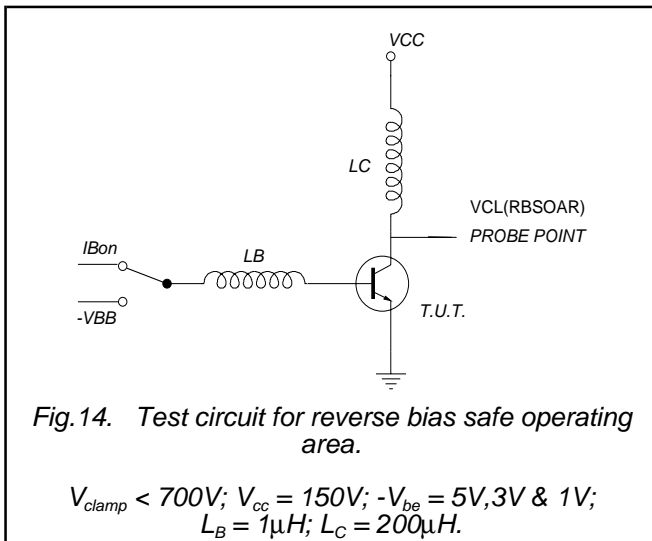 VCC
LC
VCL(RBSOAR)
PROBE POINT
IBon
LB
-VBB
T.U.T.
Fig.14. Test circuit for reverse bias safe operating
area.
Vclamp < 700V; Vcc = 150V; -Vbe = 5V,3V & 1V;
LB = 1μH; LC = 200μH.